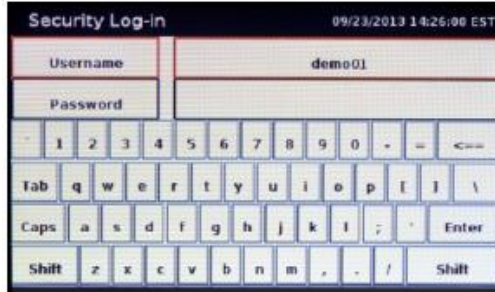 Security Log-in 09/23/2013 14:26:00 EST
Username demo01
Password
` 1 2 3 4 5 6 7 8 9 0 - = <==
Tab q w e r t y u i o p [ ] \
Caps a s d f g h j k l ; ' Enter
Shift z x c v b n m , . / Shift